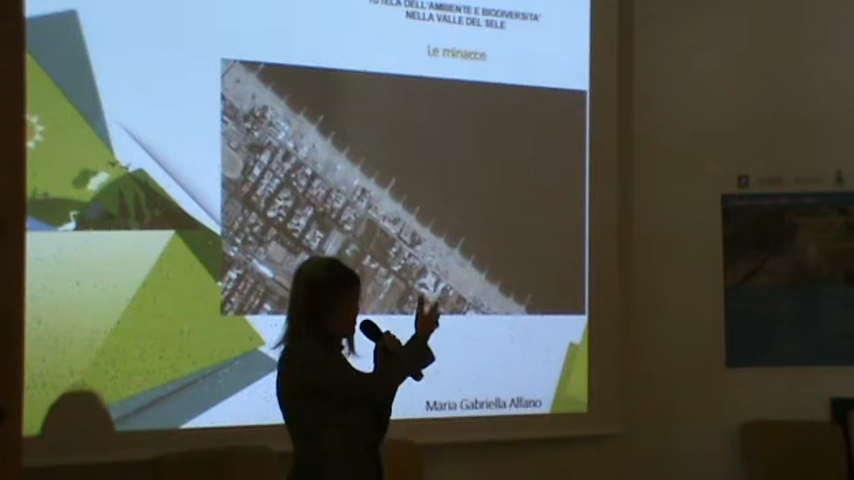 TUTELA DELL'AMBIENTE E BIODIVERSITA'
NELLA VALLE DEL SELE
Le minacce
Maria Gabriella Alfano